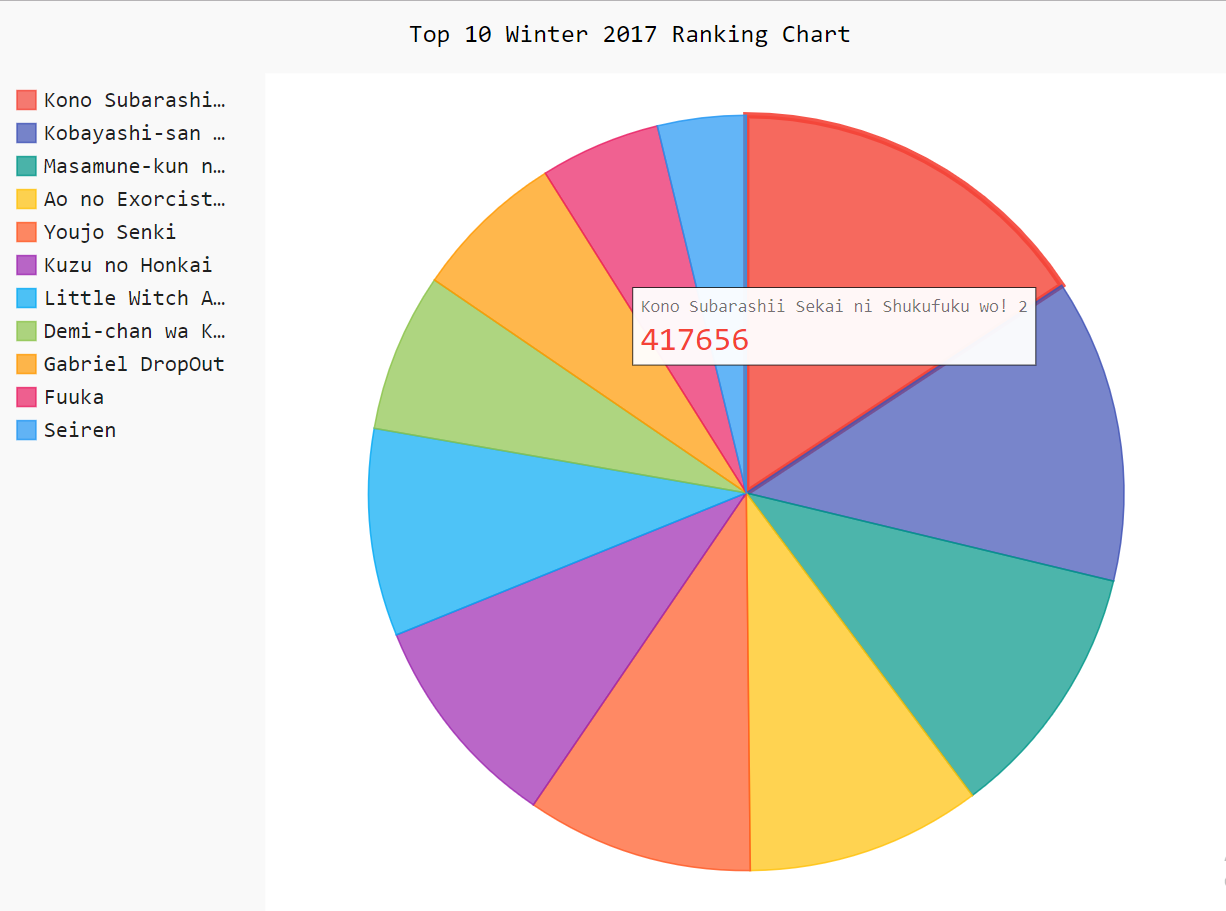 Top 10 Winter 2017 Ranking Chart
Kono Subarashi…
Kobayashi-san …
Masamune-kun n…
Ao no Exorcist…
Youjo Senki
Kuzu no Honkai
Little Witch A…
Demi-chan wa K…
Gabriel DropOut
Fuuka
Seiren
Kono Subarashii Sekai ni Shukufuku wo! 2
417656